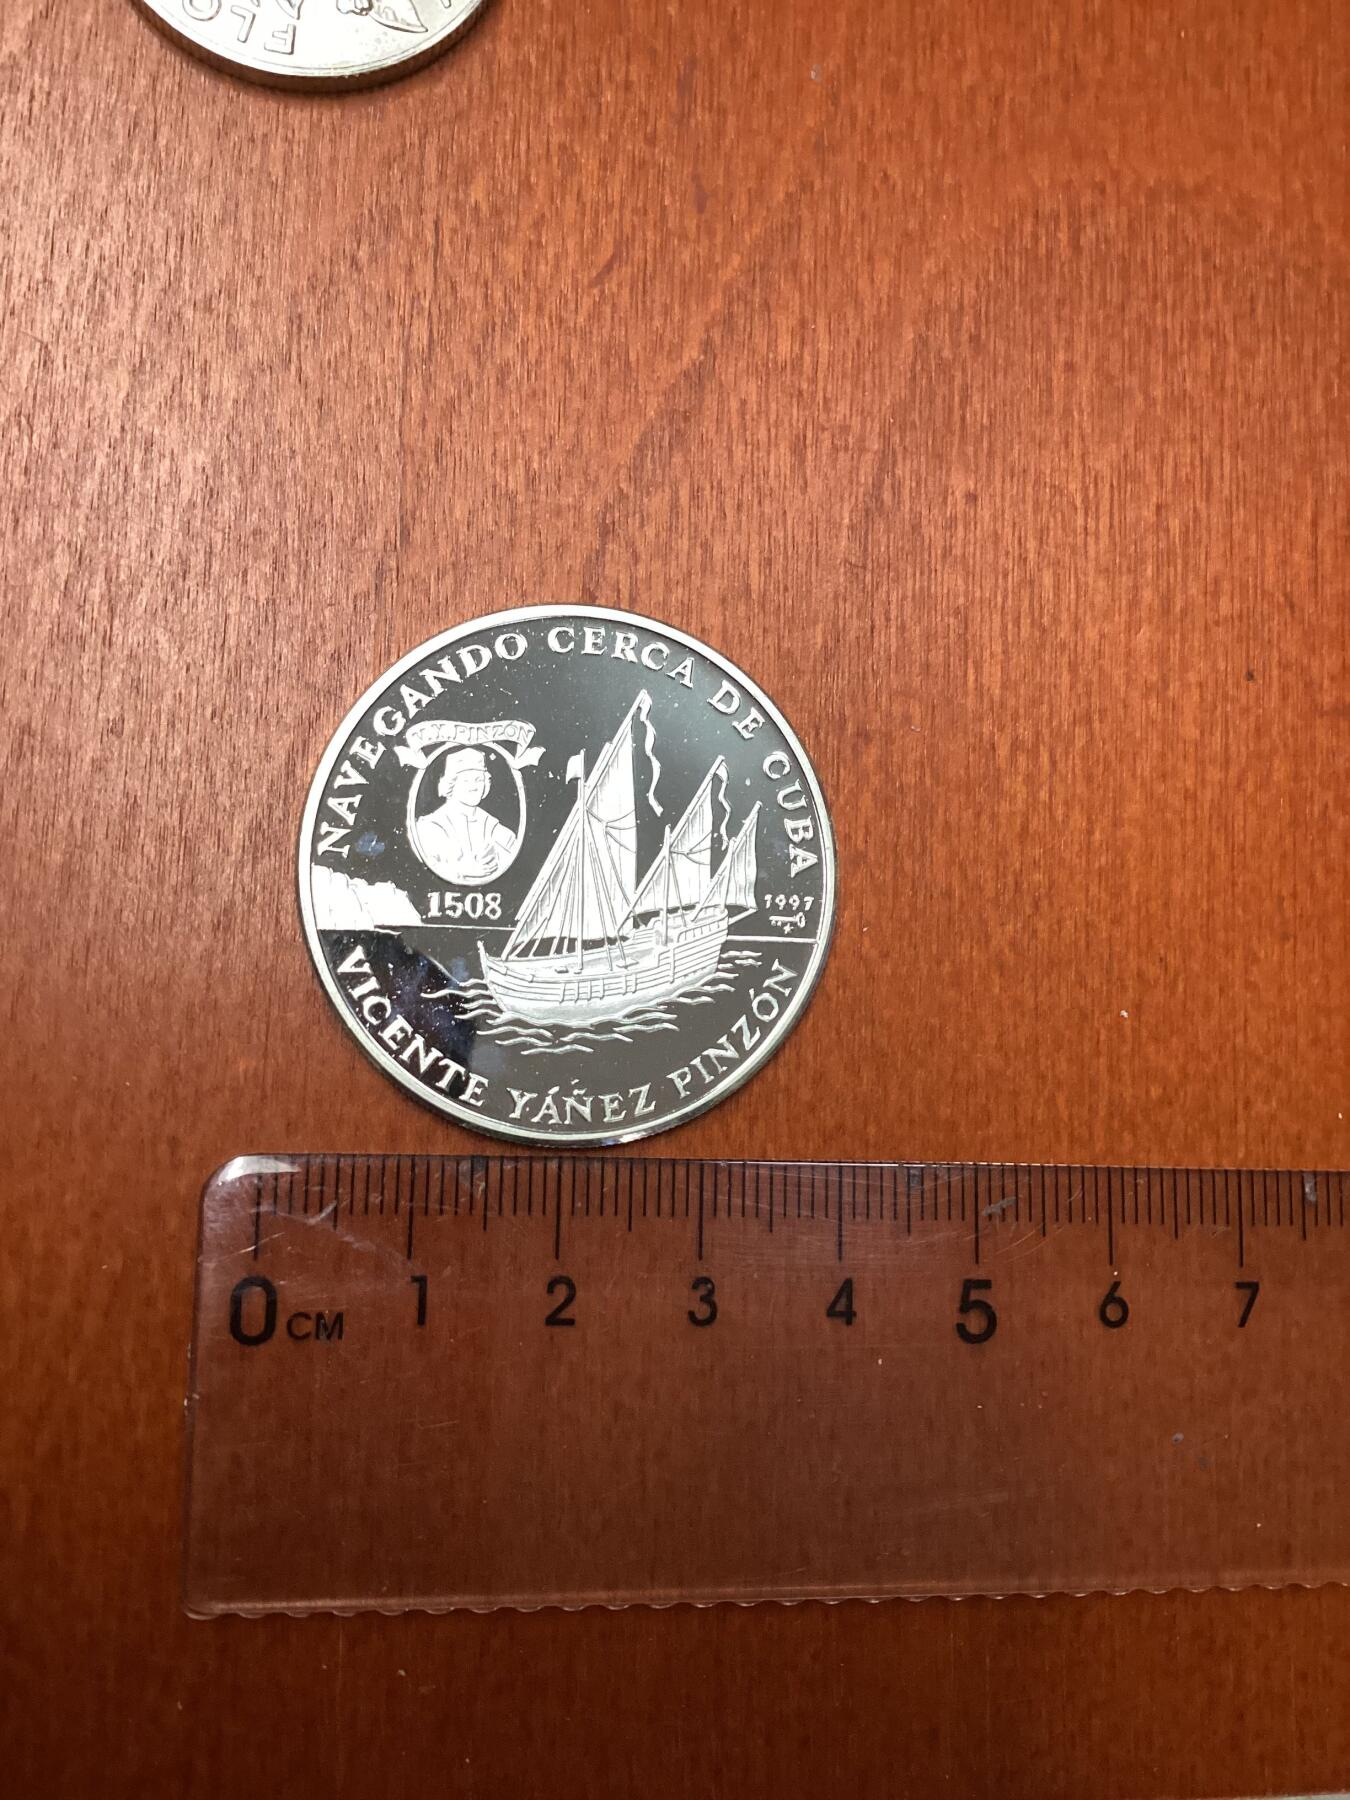 FLO
NAVEGANDO CERCA DE CUBA
V.Y. PINZÓN
1508
1997
VICENTE YÁÑEZ PINZÓN
0 CM 1 2 3 4 5 6 7